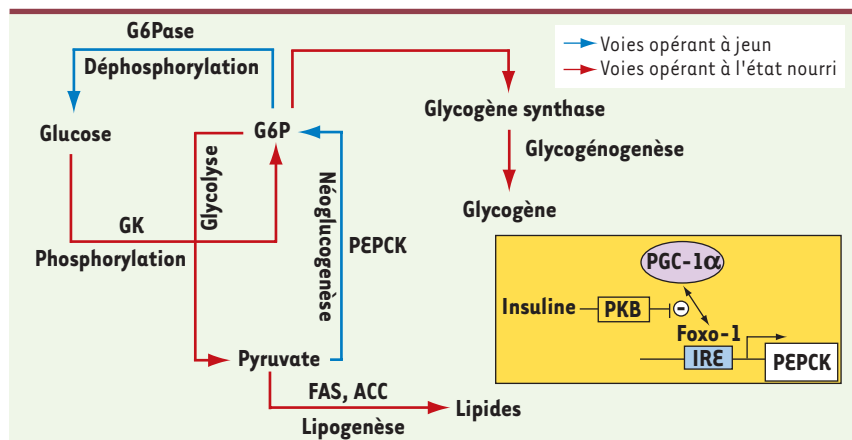 G6Pase
Déphosphorylation
Voies opérant à jeun
Voies opérant à l'état nourri
Glucose
G6P
Glycogène synthase
Glycogénogenèse
Glycogène
Glycolyse
Néoglucogenèse
GK
Phosphorylation
PEPCK
PGC-1α
Insuline
PKB
-
Foxo-1
IRE
PEPCK
Pyruvate
FAS, ACC
Lipogenèse
Lipides